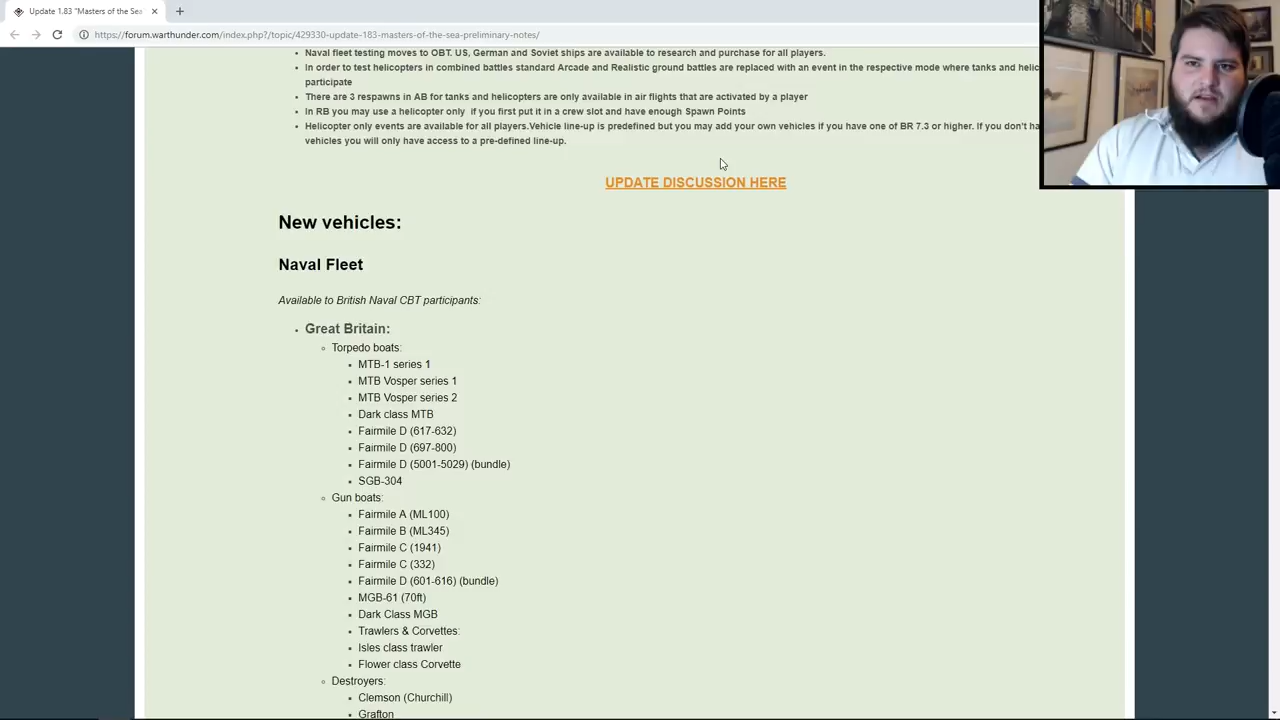 Update 1.83 "Masters of the Sea
https://forum.warthunder.com/index.php?/topic/429330-update-183-masters-of-the-sea-preliminary-notes/
Naval fleet testing moves to OBT. US, German and Soviet ships are available to research and purchase for all players.
In order to test helicopters in combined battles standard Arcade and Realistic ground battles are replaced with an event in the respective mode where tanks and helic
participate
There are 3 respawns in AB for tanks and helicopters are only available in air flights that are activated by a player
In RB you may use a helicopter only if you first put it in a crew slot and have enough Spawn Points
Helicopter only events are available for all players.Vehicle line-up is predefined but you may add your own vehicles if you have one of BR 7.3 or higher. If you don't ha
vehicles you will only have access to a pre-defined line-up.
UPDATE DISCUSSION HERE
New vehicles:
Naval Fleet
Available to British Naval CBT participants:
Great Britain:
Torpedo boats:
MTB-1 series 1
MTB Vosper series 1
MTB Vosper series 2
Dark class MTB
Fairmile D (617-632)
Fairmile D (697-800)
Fairmile D (5001-5029) (bundle)
SGB-304
Gun boats:
Fairmile A (ML100)
Fairmile B (ML345)
Fairmile C (1941)
Fairmile C (332)
Fairmile D (601-616) (bundle)
MGB-61 (70ft)
Dark Class MGB
Trawlers & Corvettes:
Isles class trawler
Flower class Corvette
Destroyers:
Clemson (Churchill)
Grafton